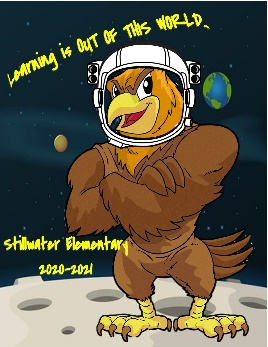 Learning is OUT OF THIS WORLD.
Stillwater Elementary
2020-2021